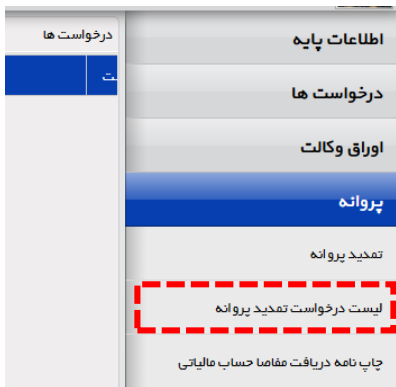 اطلاعات پایه
درخواست ها
اوراق وکالت
پروانه
تمدید پروانه
لیست درخواست تمدید پروانه
چاپ نامه دریافت مفاصا حساب مالیاتی
درخواست ها